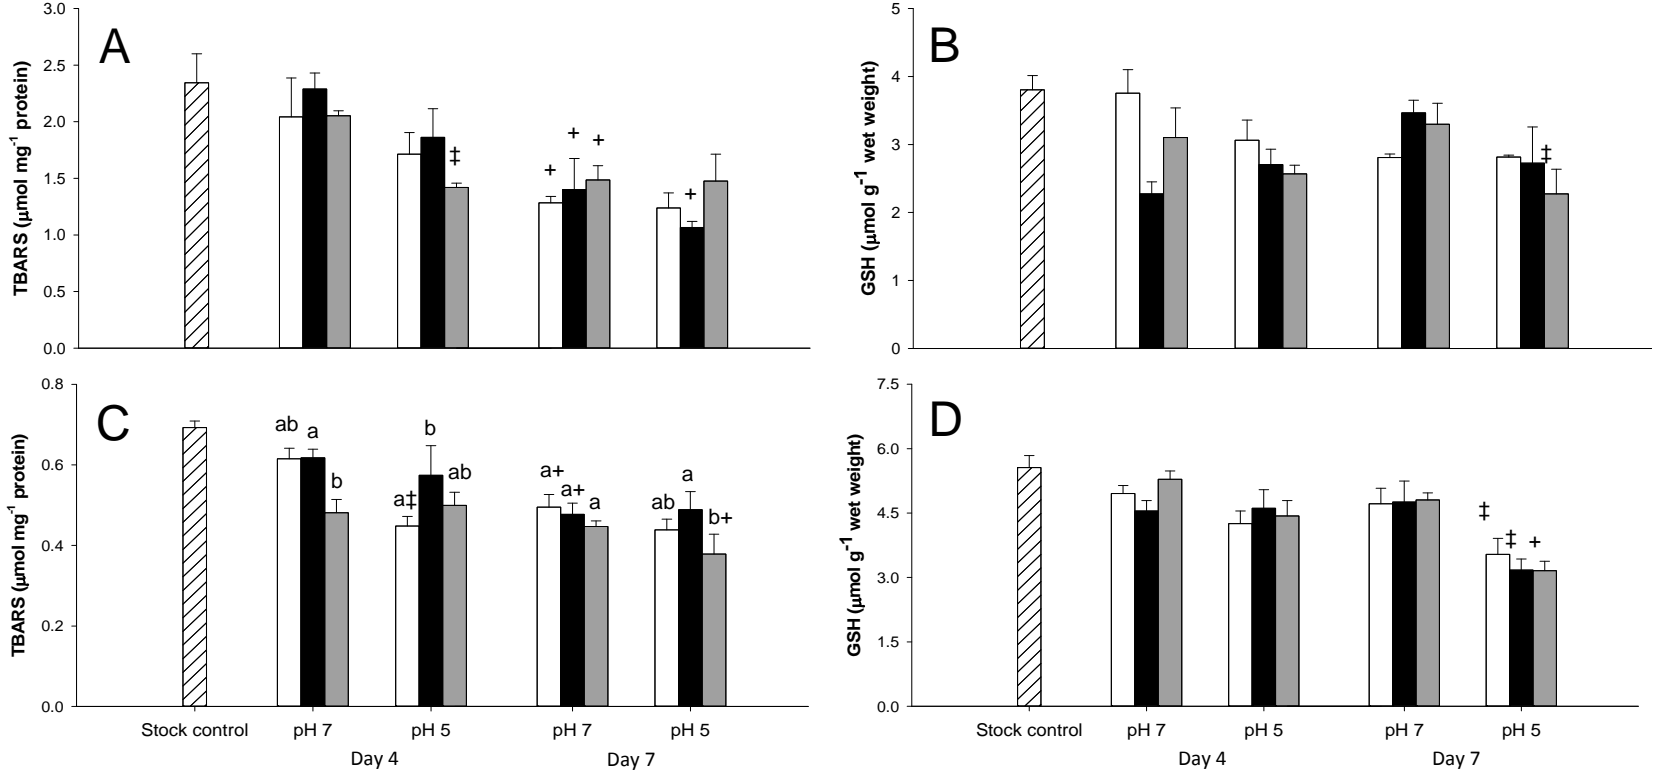 A
TBARS (μmol mg-1 protein)
3.0
2.5
2.0
1.5
1.0
0.5
0.0
‡
+
+
+
+
B
GSH (μmol g-1 wet weight)
5
4
3
2
1
0
‡
C
TBARS (μmol mg-1 protein)
0.8
0.6
0.4
0.2
0.0
ab
a
b
a‡
b
ab
a+
a+
a
ab
a
b+
Stock control
pH 7
pH 5
pH 7
pH 5
Day 4
Day 7
D
GSH (μmol g-1 wet weight)
7.5
6.0
4.5
3.0
1.5
0.0
‡
‡
+
Stock control
pH 7
pH 5
pH 7
pH 5
Day 4
Day 7